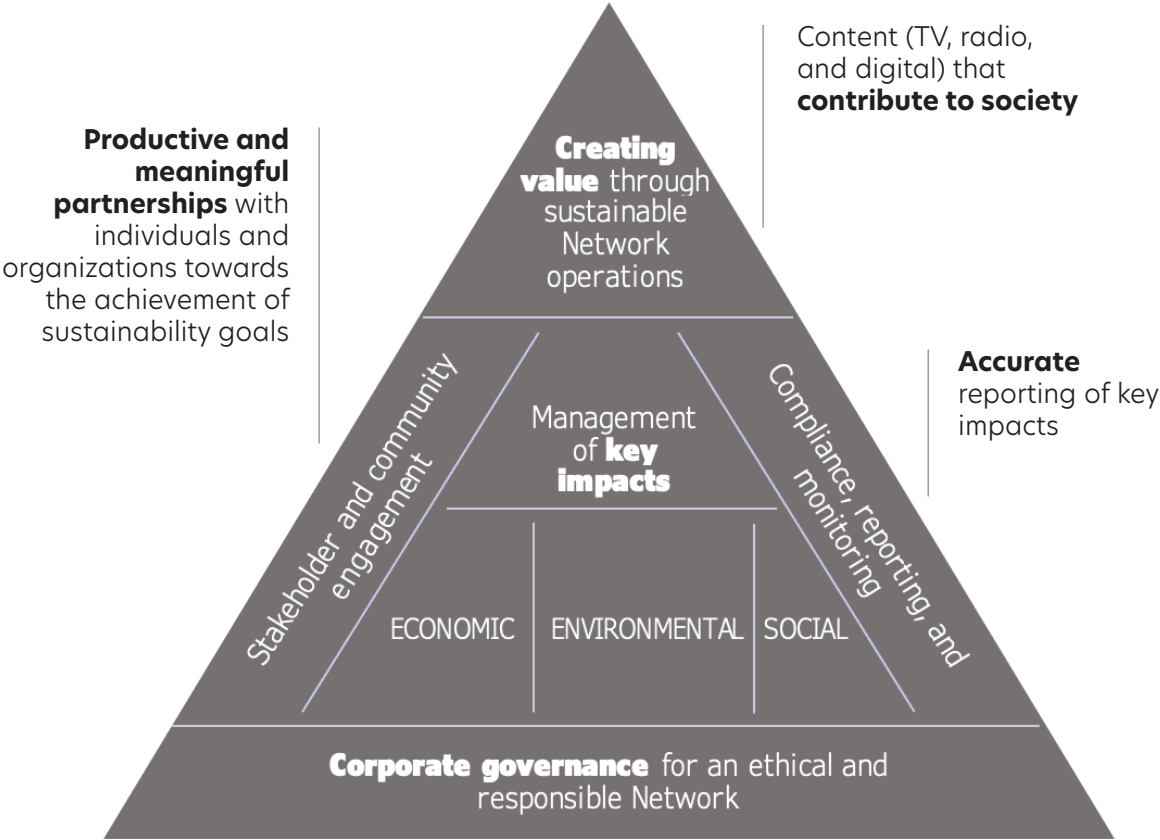 Content (TV, radio,
and digital) that
contribute to society
Productive and
meaningful
partnerships with
individuals and
organizations towards
the achievement of
sustainability goals
Creating
value through
sustainable
Network
operations
Accurate
reporting of key
impacts
Stakeholder and community
engagement
Management
of key
impacts
Compliance, reporting, and
monitoring
ECONOMIC
ENVIRONMENTAL
SOCIAL
Corporate governance for an ethical and
responsible Network